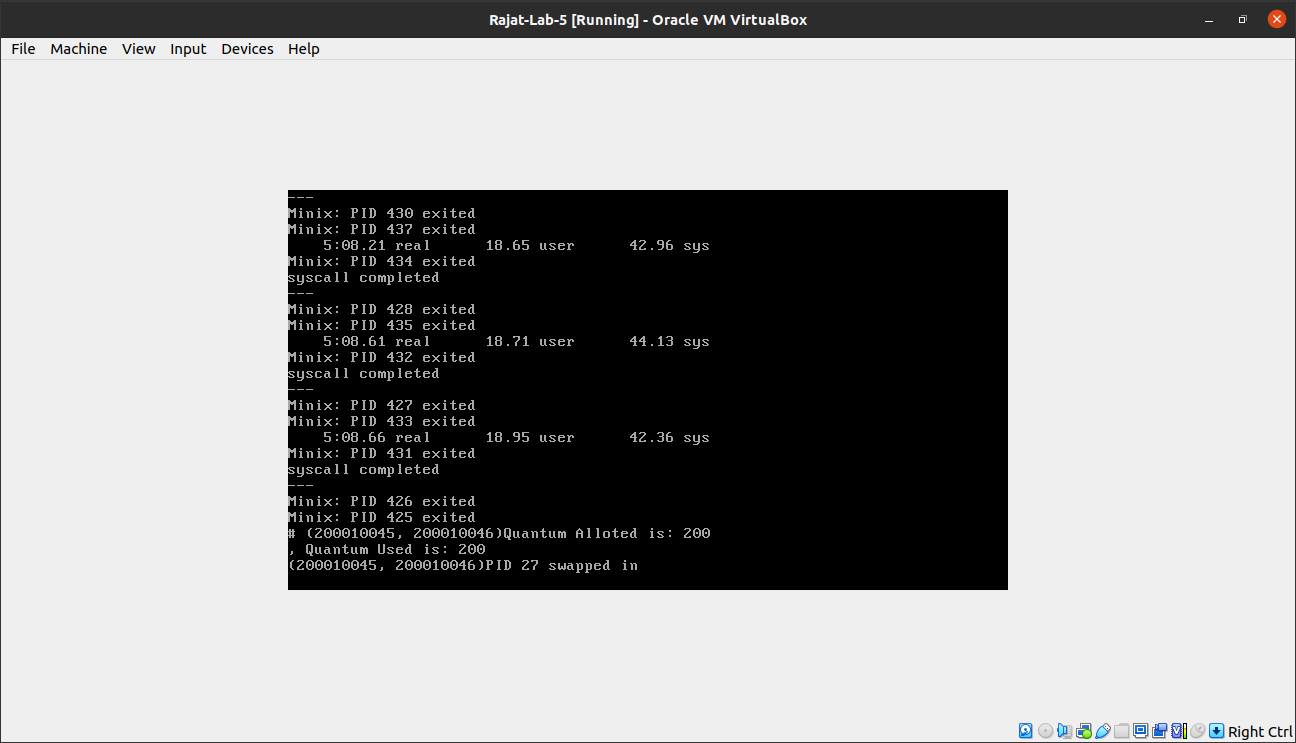 Rajat-Lab-5 [Running] - Oracle VM VirtualBox
File Machine View Input Devices Help
---
Minix: PID 430 exited
Minix: PID 437 exited
5:08.21 real 18.65 user 42.96 sys
Minix: PID 434 exited
syscall completed
---
Minix: PID 428 exited
Minix: PID 435 exited
5:08.61 real 18.71 user 44.13 sys
Minix: PID 432 exited
syscall completed
---
Minix: PID 427 exited
Minix: PID 433 exited
5:08.66 real 18.95 user 42.36 sys
Minix: PID 431 exited
syscall completed
---
Minix: PID 426 exited
Minix: PID 425 exited
# (200010045, 200010046)Quantum Alloted is: 200
, Quantum Used is: 200
(200010045, 200010046)PID 27 swapped in
Right Ctrl